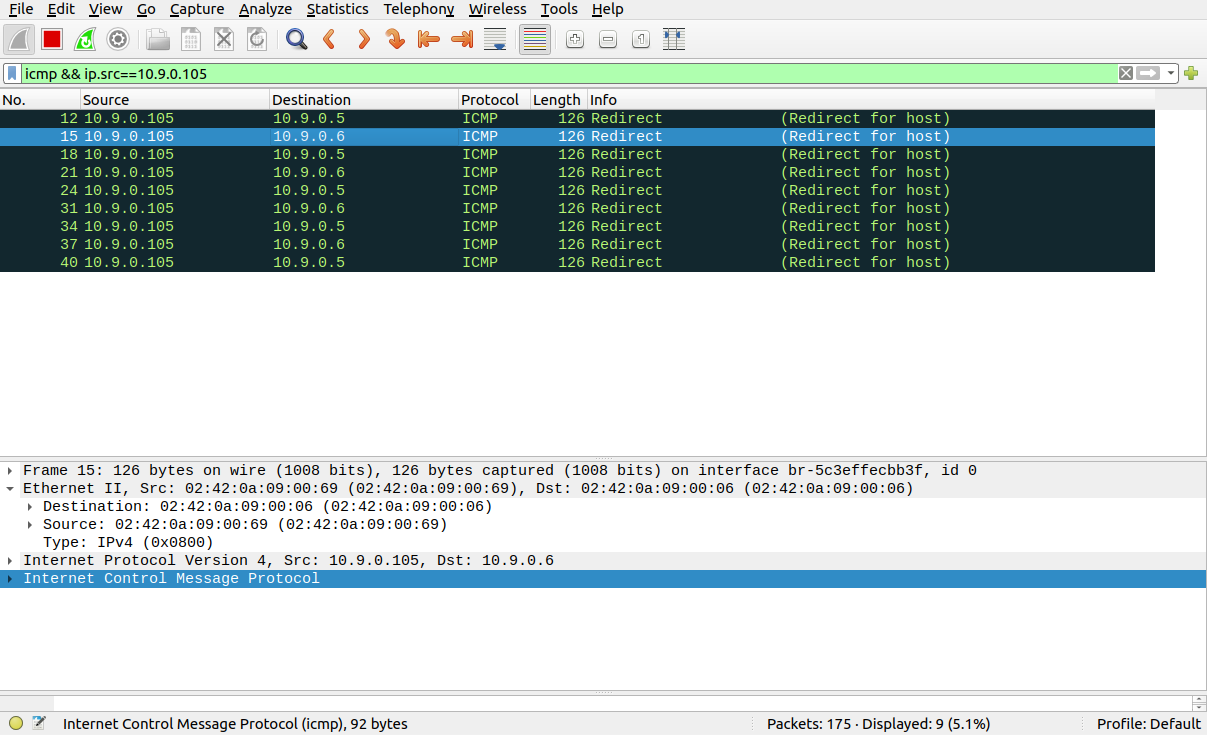 File Edit View Go Capture Analyze Statistics Telephony Wireless Tools Help
icmp && ip.src==10.9.0.105
No. Source Destination Protocol Length Info
12 10.9.0.105 10.9.0.5 ICMP 126 Redirect (Redirect for host)
15 10.9.0.105 10.9.0.6 ICMP 126 Redirect (Redirect for host)
18 10.9.0.105 10.9.0.5 ICMP 126 Redirect (Redirect for host)
21 10.9.0.105 10.9.0.6 ICMP 126 Redirect (Redirect for host)
24 10.9.0.105 10.9.0.5 ICMP 126 Redirect (Redirect for host)
31 10.9.0.105 10.9.0.6 ICMP 126 Redirect (Redirect for host)
34 10.9.0.105 10.9.0.5 ICMP 126 Redirect (Redirect for host)
37 10.9.0.105 10.9.0.6 ICMP 126 Redirect (Redirect for host)
40 10.9.0.105 10.9.0.5 ICMP 126 Redirect (Redirect for host)
Frame 15: 126 bytes on wire (1008 bits), 126 bytes captured (1008 bits) on interface br-5c3effecbb3f, id 0
Ethernet II, Src: 02:42:0a:09:00:69 (02:42:0a:09:00:69), Dst: 02:42:0a:09:00:06 (02:42:0a:09:00:06)
Destination: 02:42:0a:09:00:06 (02:42:0a:09:00:06)
Source: 02:42:0a:09:00:69 (02:42:0a:09:00:69)
Type: IPv4 (0x0800)
Internet Protocol Version 4, Src: 10.9.0.105, Dst: 10.9.0.6
Internet Control Message Protocol
Internet Control Message Protocol (icmp), 92 bytes Packets: 175 · Displayed: 9 (5.1%) Profile: Default